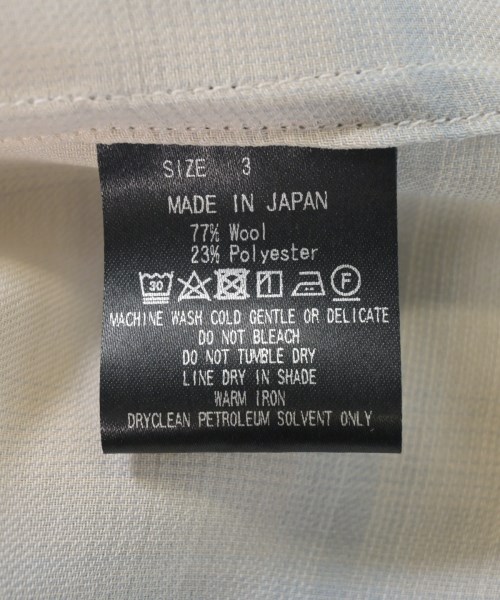 SIZE 3
MADE IN JAPAN
77% Wool
23% Polyester
30 F
MACHINE WASH COLD GENTLE OR DELICATE
DO NOT BLEACH
DO NOT TUMBLE DRY
LINE DRY IN SHADE
WARM IRON
DRYCLEAN PETROLEUM SOLVENT ONLY